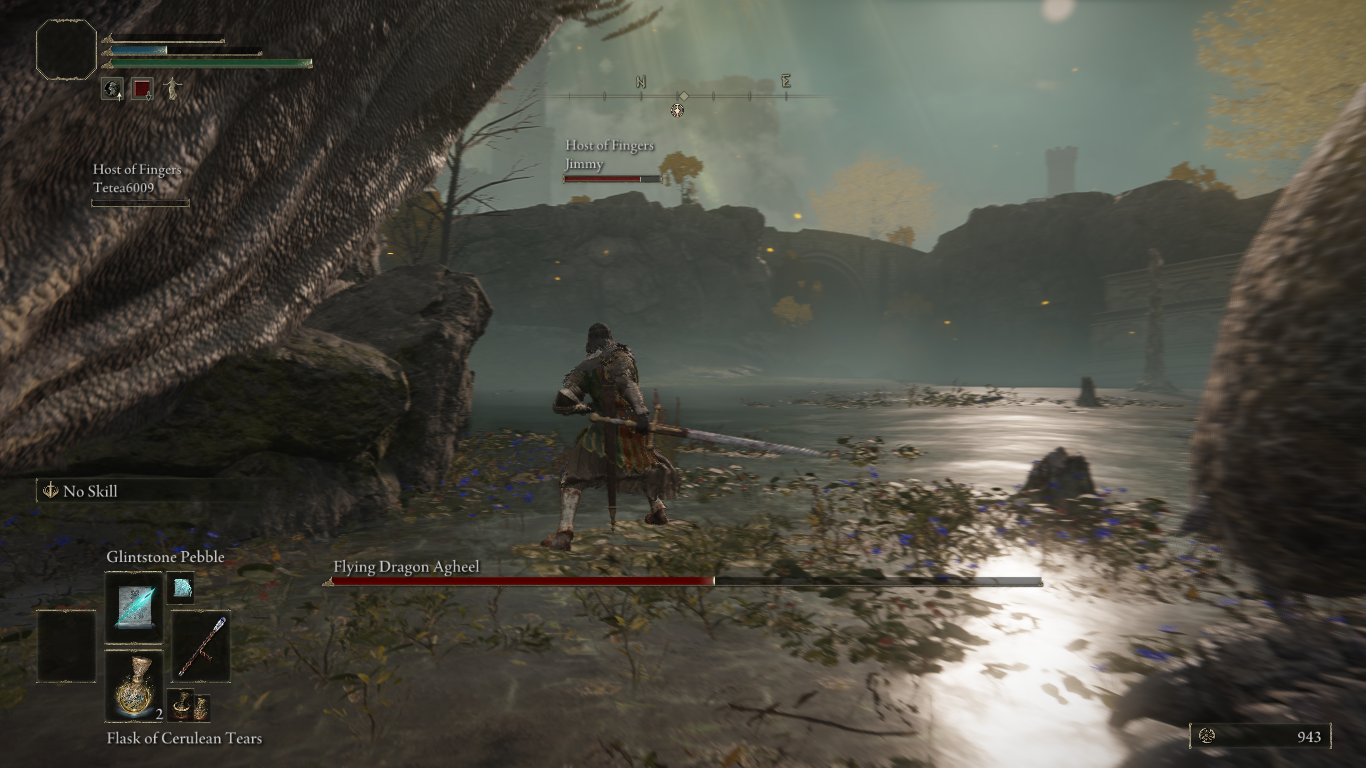 N
E
Host of Fingers
Jimmy
Host of Fingers
Tetea6009
No Skill
Glintstone Pebble
Flying Dragon Agheel
2
Flask of Cerulean Tears
943